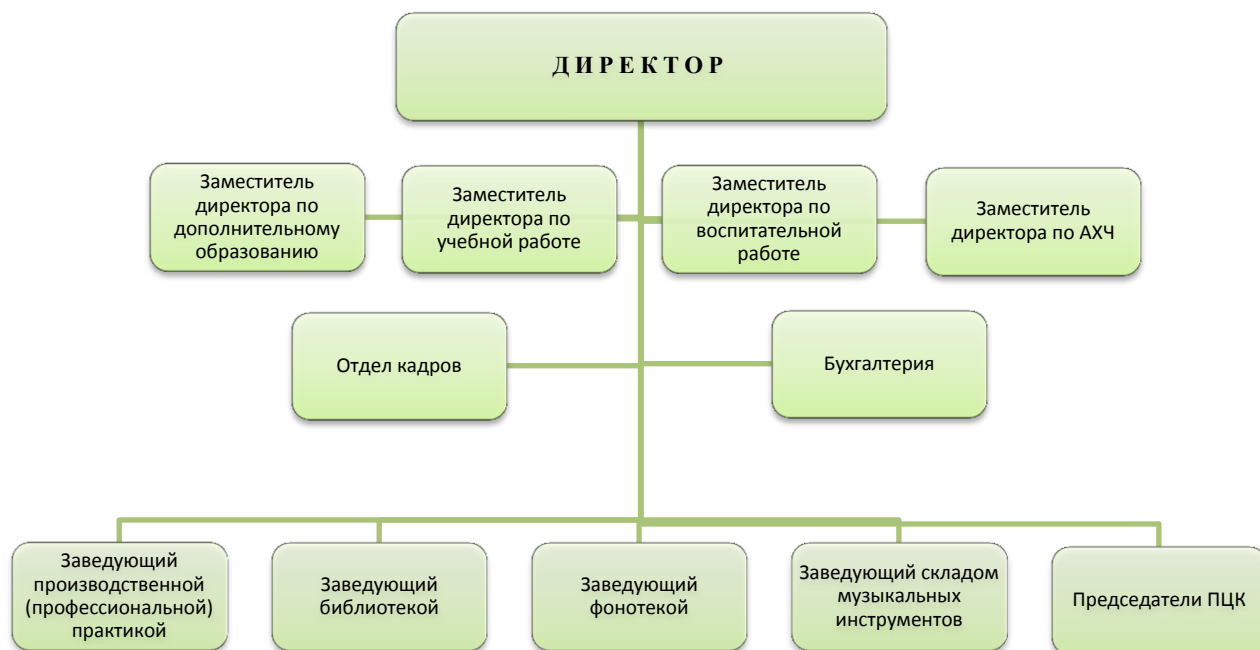 Д И Р Е К Т О Р
Заместитель
директора по
дополнительному
образованию
Заместитель
директора по
учебной работе
Заместитель
директора по
воспитательной
работе
Заместитель
директора по АХЧ
Отдел кадров
Бухгалтерия
Заведующий
производственной
(профессиональной)
практикой
Заведующий
библиотекой
Заведующий
фонотекой
Заведующий складом
музыкальных
инструментов
Председатели ПЦК